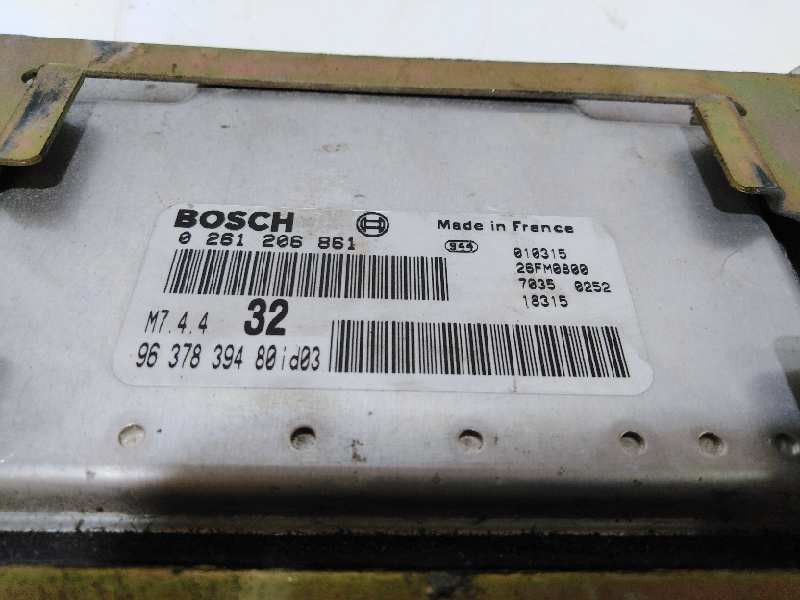 BOSCH
Made in France
0 261 206 861
010315
26FM0800
7035 0252
18315
M7.4.4 32
96 378 394 80id03